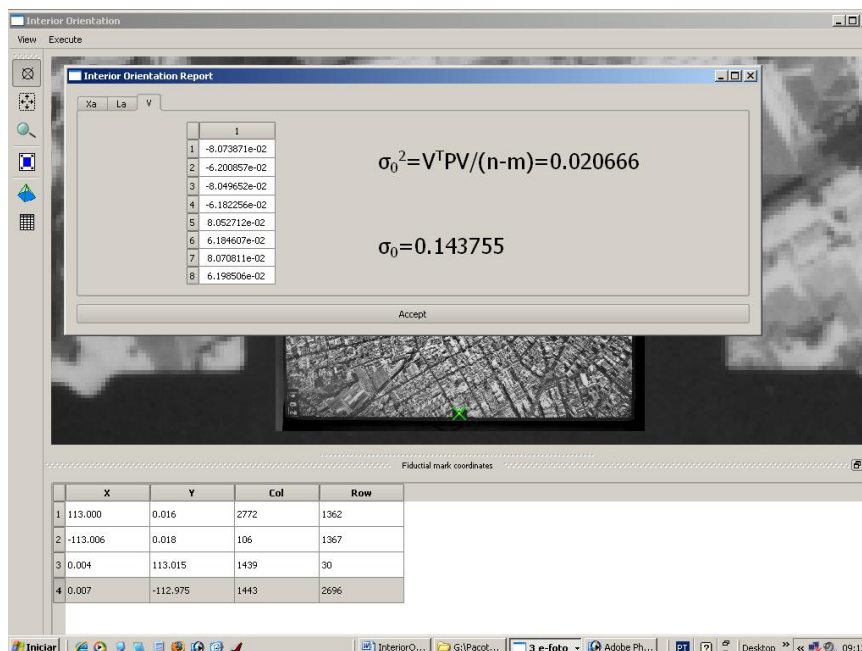 Interior Orientation
View Execute
Interior Orientation Report
Xa La V
1
1 -8.073871e-02
2 -6.200857e-02
3 -8.049652e-02
4 -6.182256e-02
5 8.052712e-02
6 6.184607e-02
7 8.070811e-02
8 6.198506e-02
σ₀²=VᵀPV/(n-m)=0.020666
σ₀=0.143755
Accept
Fiductial mark coordinates
X Y Col Row
1 113.000 0.016 2772 1362
2 -113.006 0.018 106 1367
3 0.004 113.015 1439 30
4 0.007 -112.975 1443 2696
Iniciar InteriorO... G:\Pacot... 3 e-foto Adobe Ph... PT Desktop » « 09:1